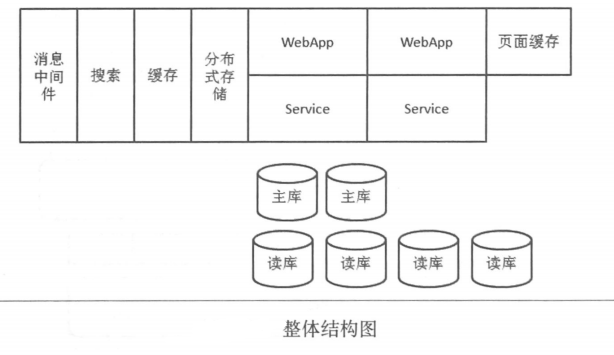 消息
中间
件
搜索
缓存
分布
式存
储
WebApp
WebApp
页面缓存
Service
Service
主库
主库
读库
读库
读库
读库
整体结构图